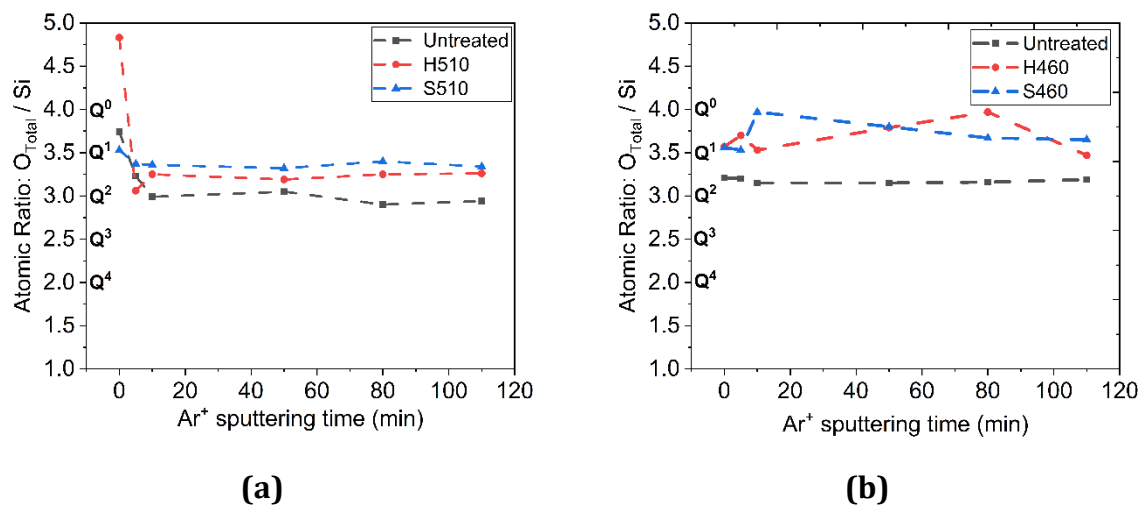 Atomic Ratio: O_Total / Si
5.0
4.5
4.0
3.5
3.0
2.5
2.0
1.5
1.0
Q⁰
Q¹
Q²
Q³
Q⁴
Untreated
H510
S510
0 20 40 60 80 100 120
Ar⁺ sputtering time (min)
(a)
Atomic Ratio: O_Total / Si
5.0
4.5
4.0
3.5
3.0
2.5
2.0
1.5
1.0
Q⁰
Q¹
Q²
Q³
Q⁴
Untreated
H460
S460
0 20 40 60 80 100 120
Ar⁺ sputtering time (min)
(b)